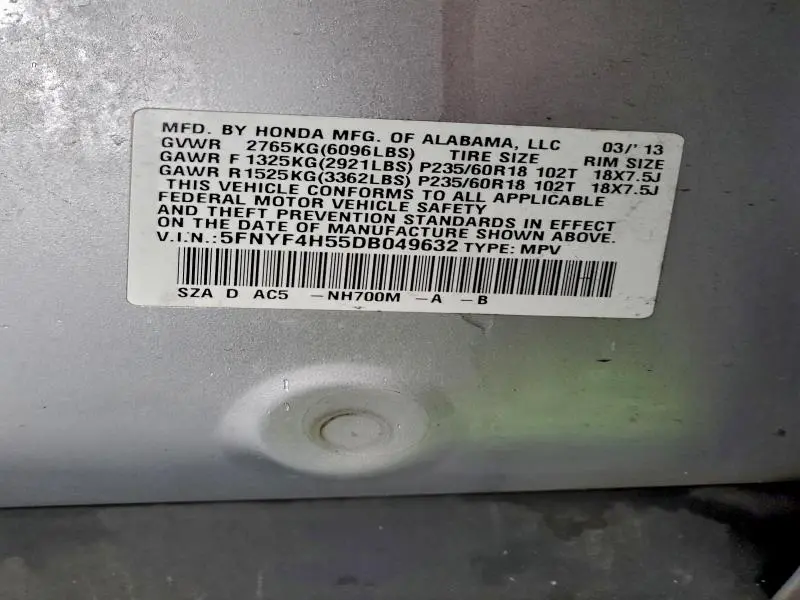 MFD. BY HONDA MFG. OF ALABAMA, LLC 03/'13
GVWR 2765KG(6096LBS) TIRE SIZE RIM SIZE
GAWR F 1325KG(2921LBS) P235/60R18 102T 18X7.5J
GAWR R 1525KG(3362LBS) P235/60R18 102T 18X7.5J
THIS VEHICLE CONFORMS TO ALL APPLICABLE
FEDERAL MOTOR VEHICLE SAFETY
AND THEFT PREVENTION STANDARDS IN EFFECT
ON THE DATE OF MANUFACTURE SHOWN ABOVE.
V.I.N.:5FNYF4H55DB049632 TYPE: MPV
SZA D AC5 -NH700M -A -B